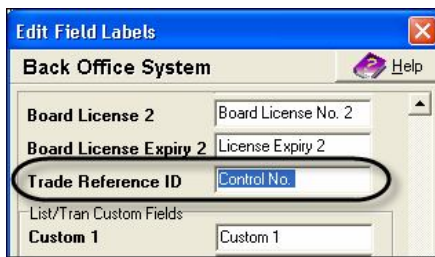 Edit Field Labels
Back Office System Help
Board License 2 Board License No. 2
Board License Expiry 2 License Expiry 2
Trade Reference ID Control No.
List/Tran Custom Fields
Custom 1 Custom 1